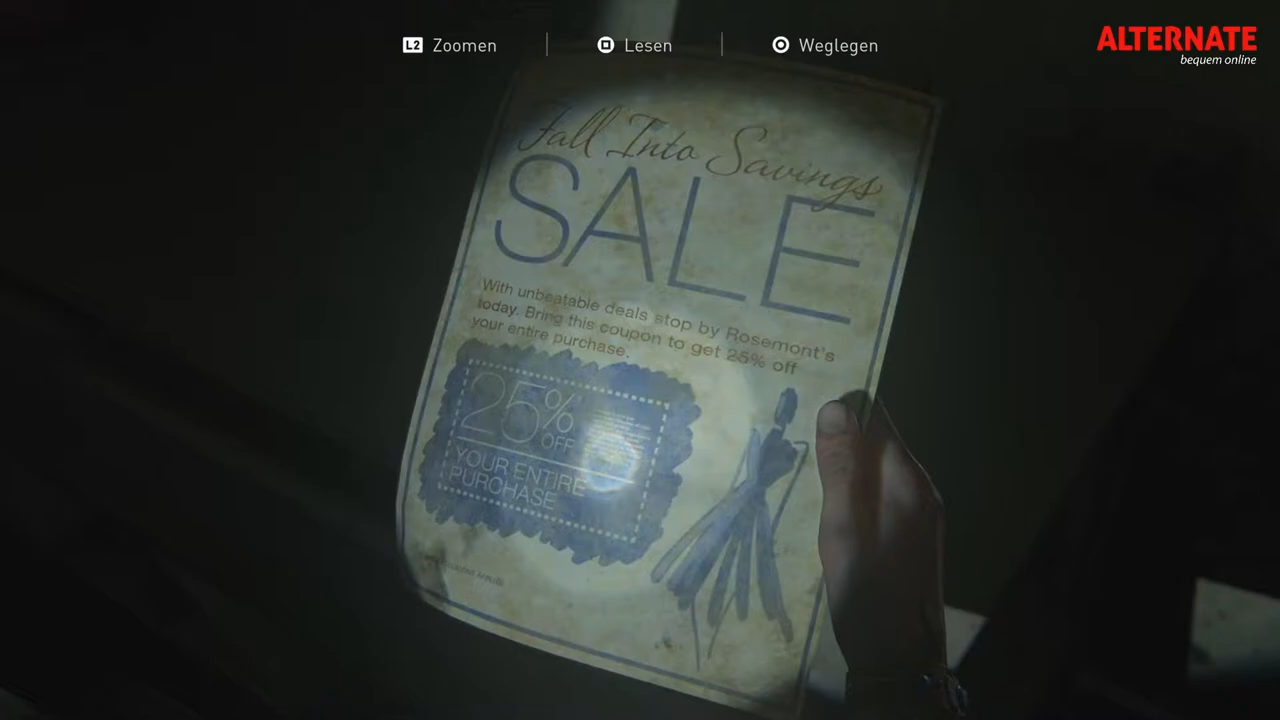 L2 Zoomen
Lesen
Weglegen
ALTERNATE
bequem online
Fall Into Savings
SALE
With unbeatable deals stop by Rosemont's
today. Bring this coupon to get 25% off
your entire purchase.
25%
OFF
YOUR ENTIRE
PURCHASE